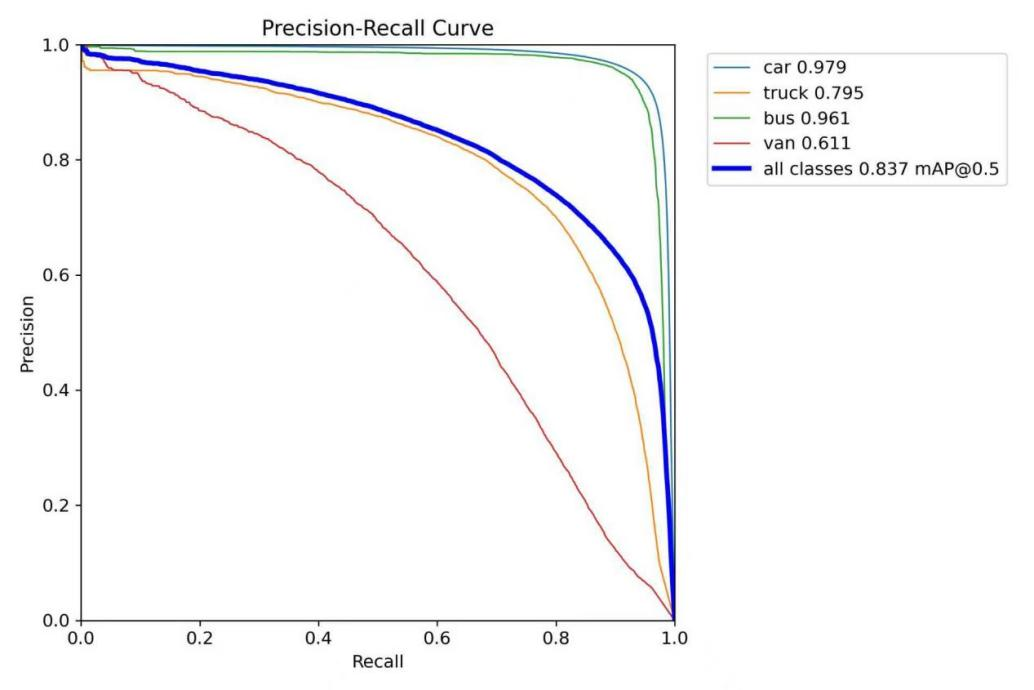 Precision-Recall Curve
1.0
0.8
0.6
0.4
0.2
0.0
Precision
0.0 0.2 0.4 0.6 0.8 1.0
Recall
car 0.979
truck 0.795
bus 0.961
van 0.611
all classes 0.837 mAP@0.5